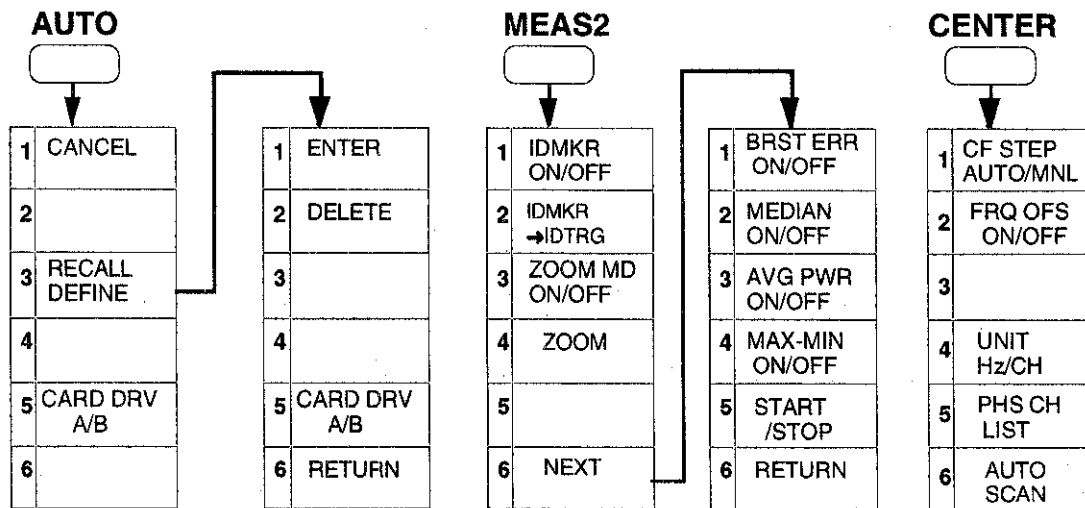 AUTO
1 CANCEL
2
3 RECALL
DEFINE
4
5 CARD DRV
A/B
6
1 ENTER
2 DELETE
3
4
5 CARD DRV
A/B
6 RETURN
MEAS2
1 IDMKR
ON/OFF
2 IDMKR
→IDTRG
3 ZOOM MD
ON/OFF
4 ZOOM
5
6 NEXT
1 BRST ERR
ON/OFF
2 MEDIAN
ON/OFF
3 AVG PWR
ON/OFF
4 MAX-MIN
ON/OFF
5 START
/STOP
6 RETURN
CENTER
1 CF STEP
AUTO/MNL
2 FRQ OFS
ON/OFF
3
4 UNIT
Hz/CH
5 PHS CH
LIST
6 AUTO
SCAN